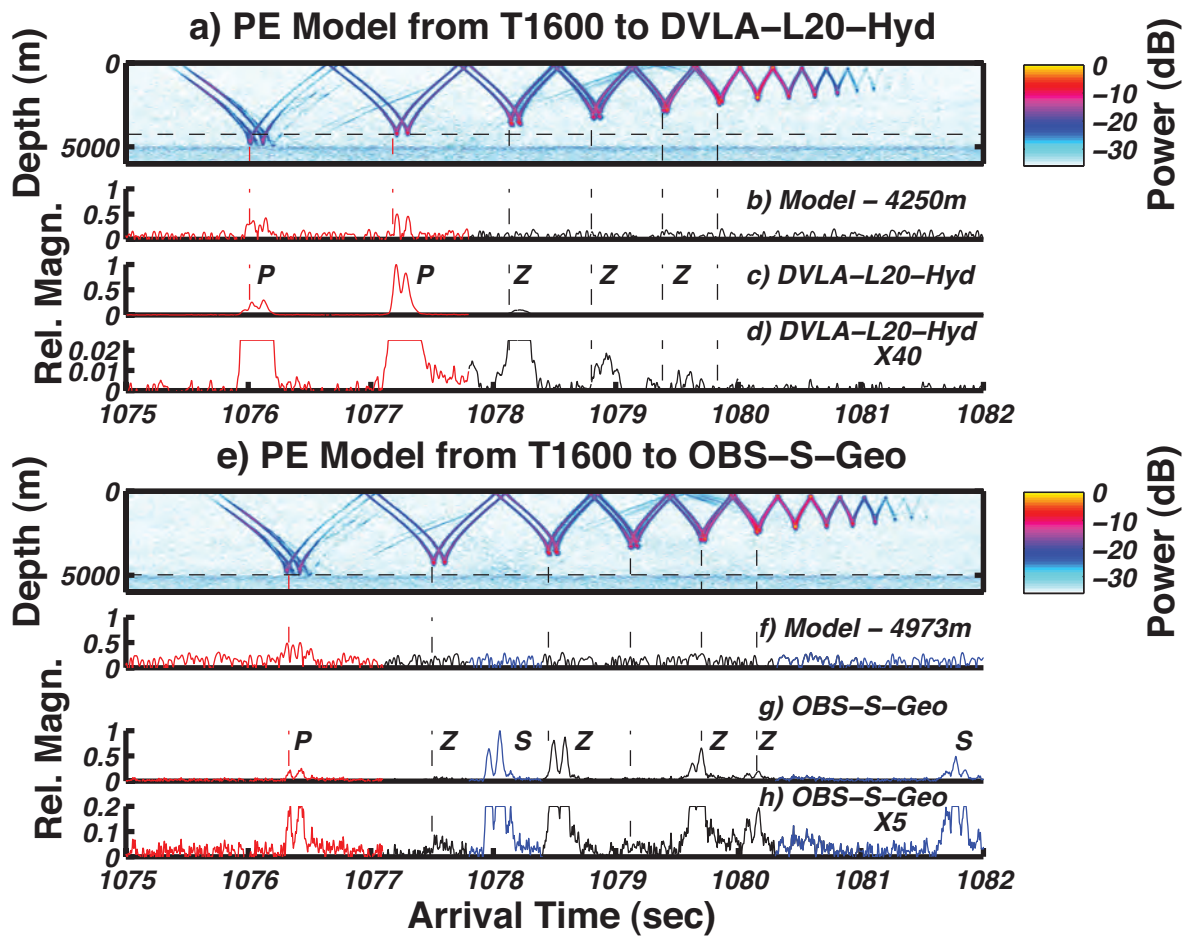 a) PE Model from T1600 to DVLA–L20–Hyd
Depth (m)
0
5000
0
–10
–20
–30
Power (dB)
Rel. Magn.
1
0.5
0
b) Model – 4250m
1
0.5
0
P
P
Z
Z
Z
c) DVLA–L20–Hyd
0.02
0.01
0
d) DVLA–L20–Hyd
X40
1075 1076 1077 1078 1079 1080 1081 1082
e) PE Model from T1600 to OBS–S–Geo
Depth (m)
0
5000
0
–10
–20
–30
Power (dB)
Rel. Magn.
1
0.5
0
f) Model – 4973m
g) OBS–S–Geo
1
0.5
0
P
Z
S
Z
Z
Z
S
0.2
0.1
0
h) OBS–S–Geo
X5
1075 1076 1077 1078 1079 1080 1081 1082
Arrival Time (sec)